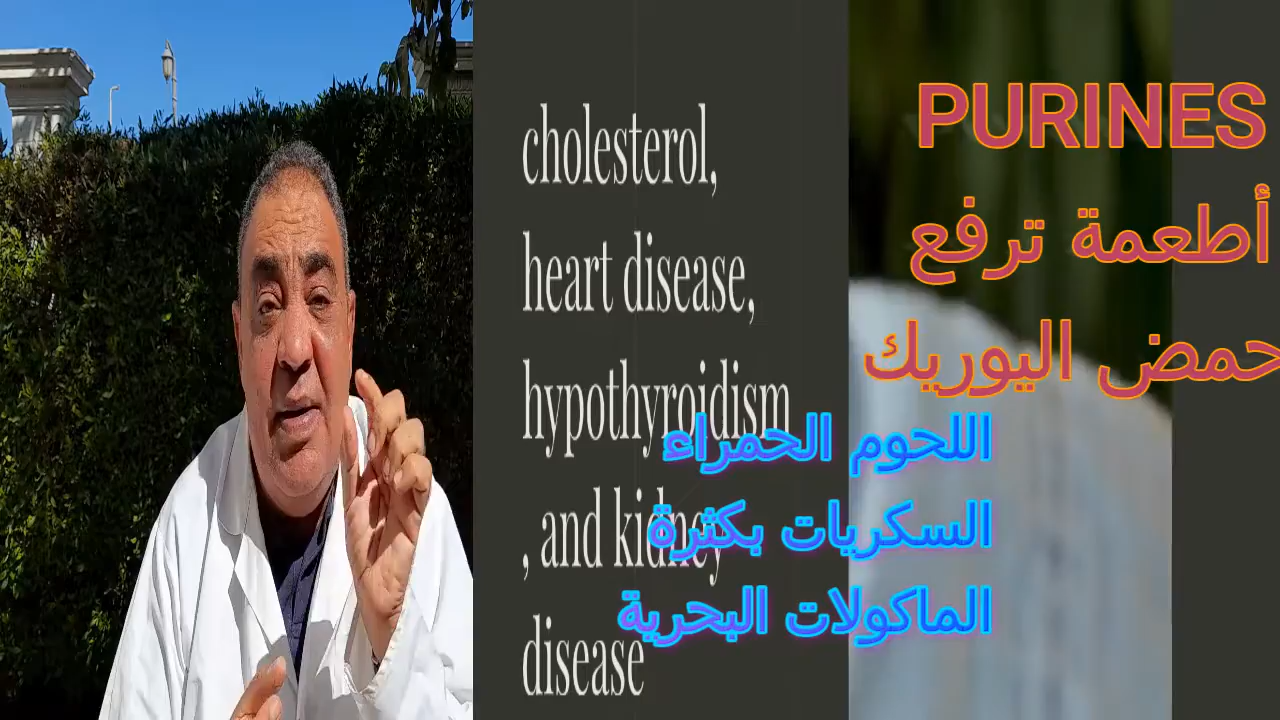 cholesterol,
heart disease,
hypothyroidism
, and kidney
disease
PURINES
أطعمة ترفع
حمض اليوريك
اللحوم الحمراء
السكريات بكثرة
الماكولات البحرية